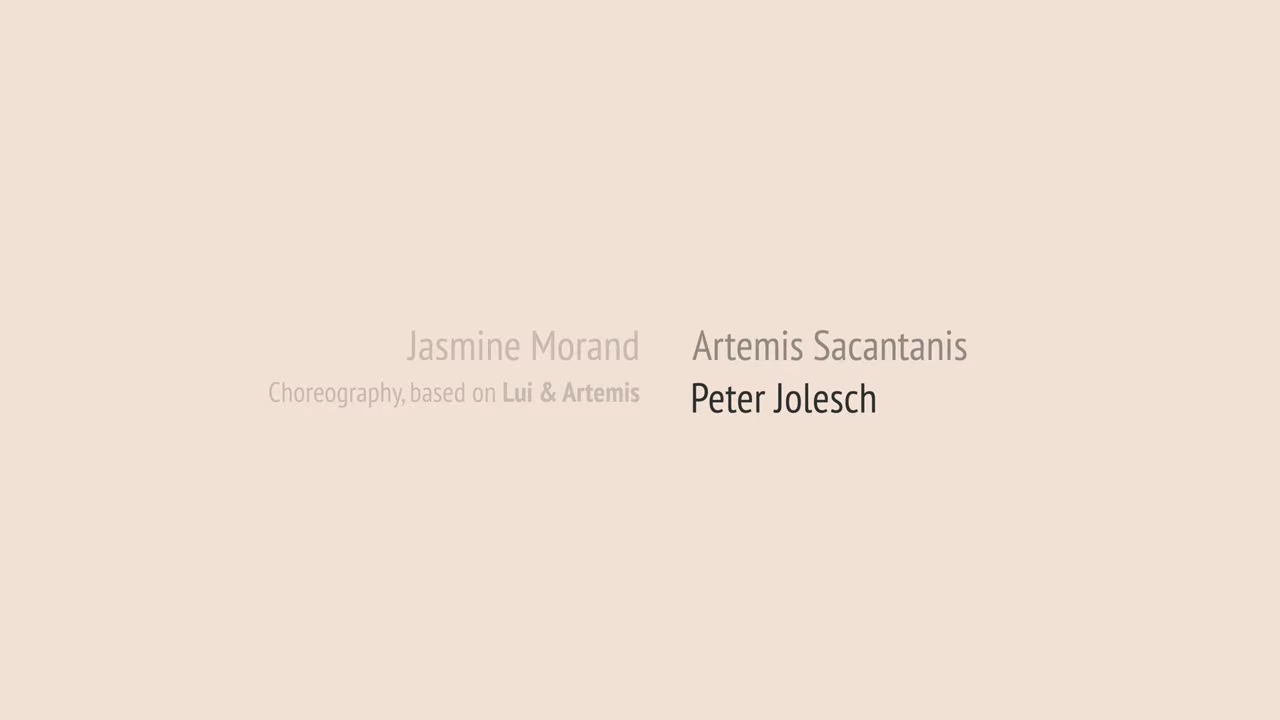 Jasmine Morand
Choreography, based on Lui & Artemis
Artemis Sacantanis
Peter Jolesch